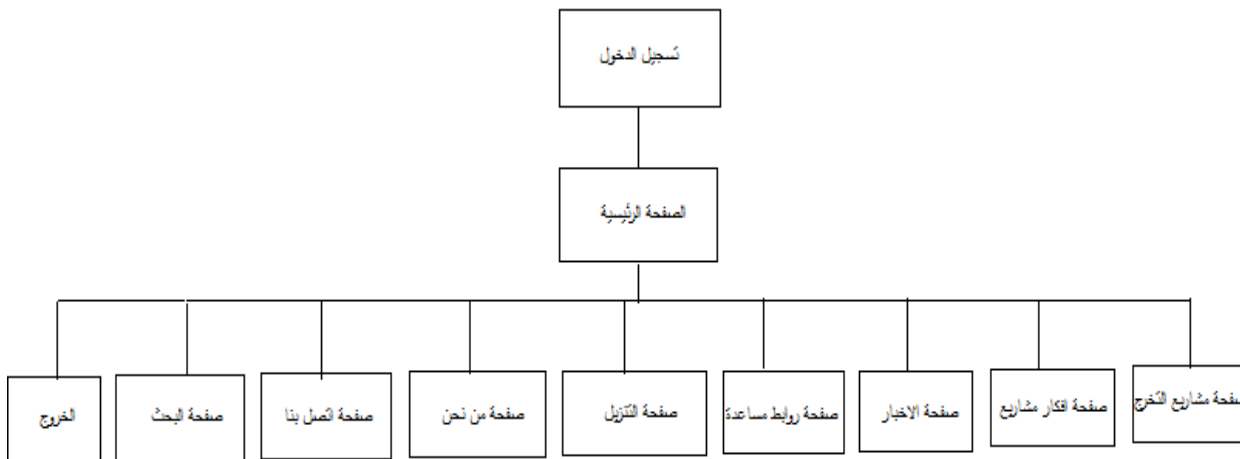 تسجيل الدخول
الصفحة الرئيسية
صفحة مشاريع التخرج
صفحة افكار مشاريع
صفحة الاخبار
صفحة روابط مساعدة
صفحة التنزيل
صفحة من نحن
صفحة اتصل بنا
صفحة البحث
الخروج